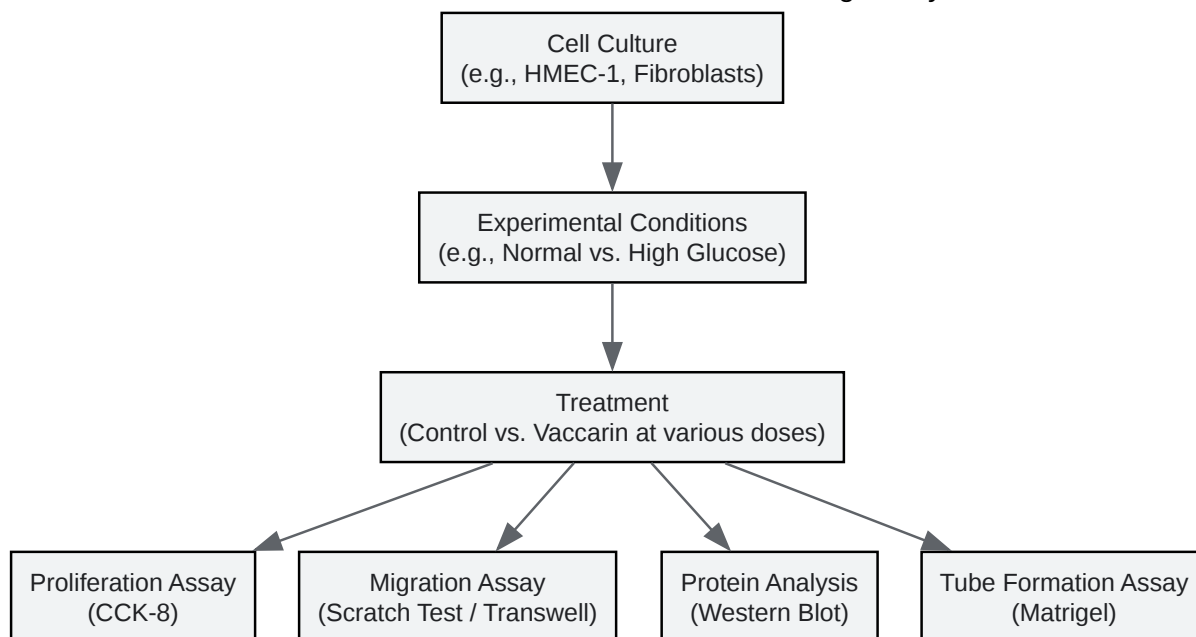 Cell Culture
(e.g., HMEC-1, Fibroblasts)
Experimental Conditions
(e.g., Normal vs. High Glucose)
Treatment
(Control vs. Vaccarin at various doses)
Proliferation Assay
(CCK-8)
Migration Assay
(Scratch Test / Transwell)
Protein Analysis
(Western Blot)
Tube Formation Assay
(Matrigel)